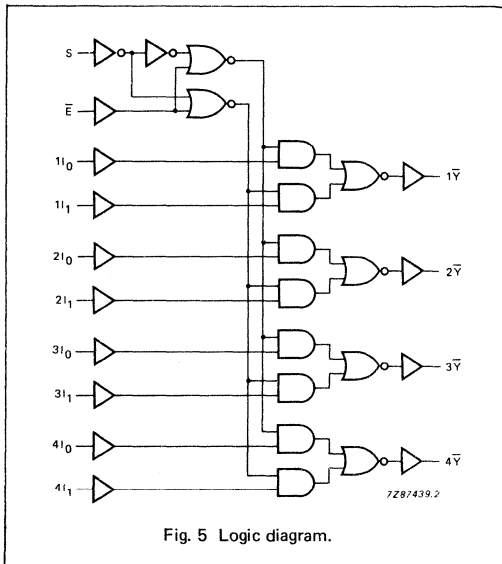 S
E̅
1I₀
1I₁
1Y̅
2I₀
2I₁
2Y̅
3I₀
3I₁
3Y̅
4I₀
4I₁
4Y̅
7Z87439.2
Fig. 5 Logic diagram.